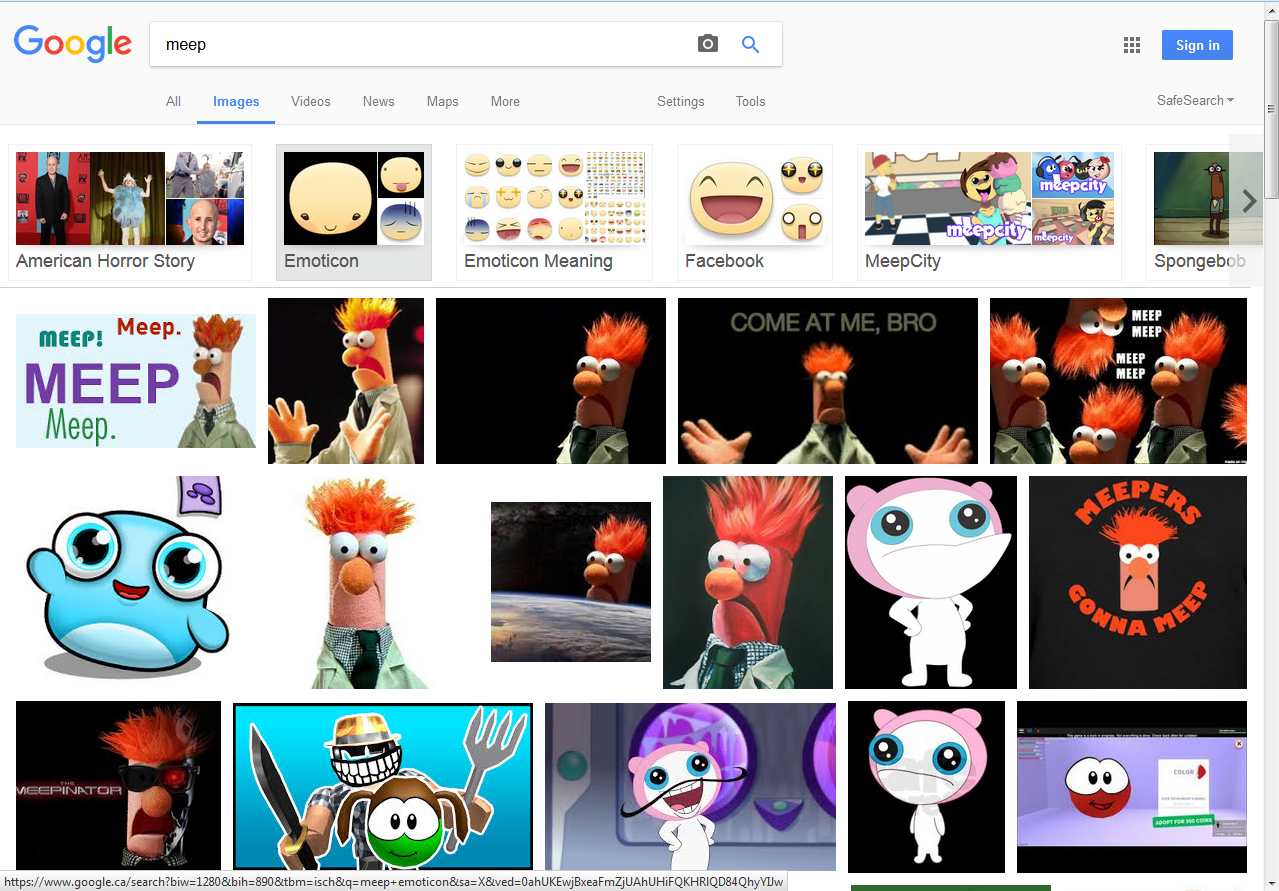 Google
meep
Sign in
All Images Videos News Maps More Settings Tools
SafeSearch
American Horror Story
Emoticon
Emoticon Meaning
Facebook
meepcity
meepcity
meepcity
MeepCity
Spongebob
MEEP!
Meep.
MEEP
Meep.
COME AT ME, BRO
MEEP
MEEP
MEEP
MEEP
MEEPERS
GONNA MEEP
THE
MEEPINATOR
COLOR
ADOPT FOR 500 COINS
https://www.google.ca/search?biw=1280&bih=890&tbm=isch&q=meep+emoticon&sa=X&ved=0ahUKEwjBxeaFmZjUAhUHiFQKHRlQD84QhyYIJw